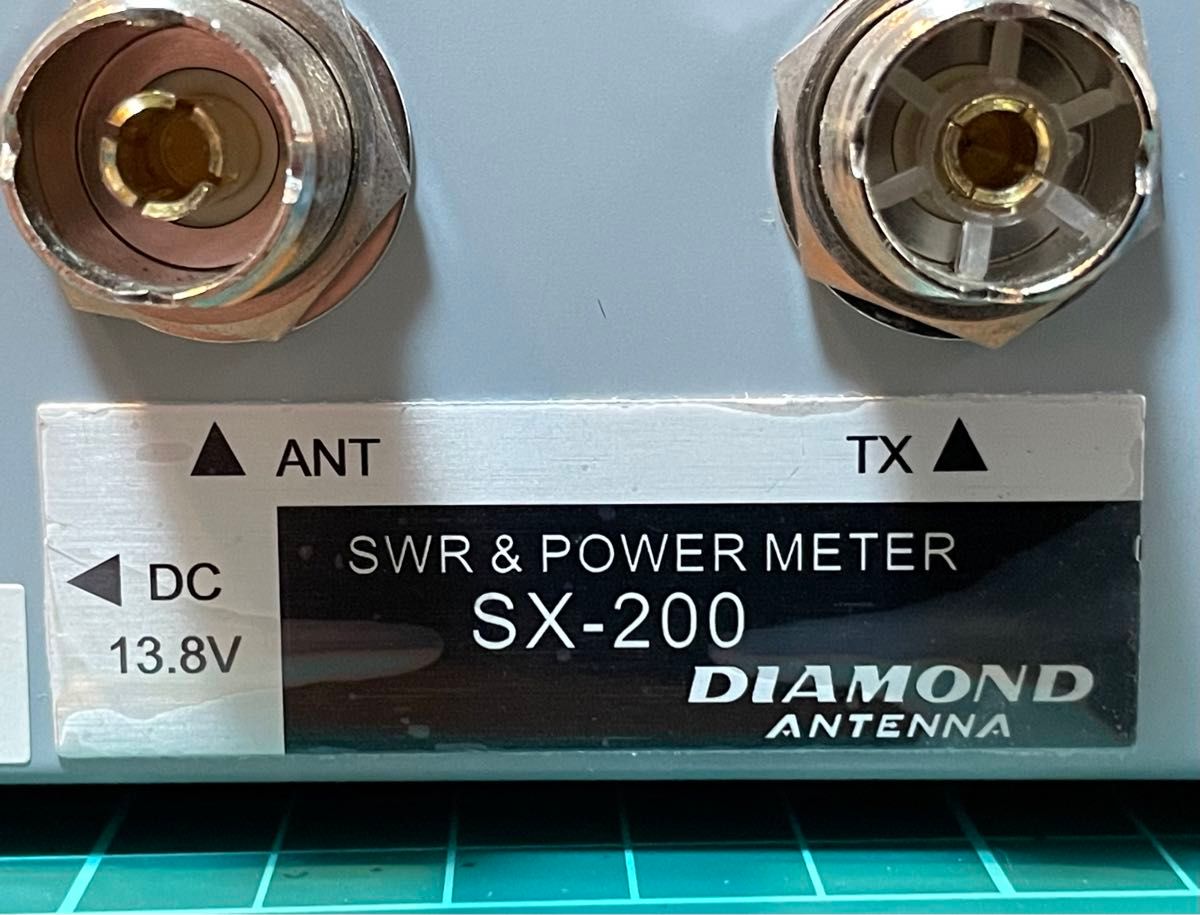 ▲ ANT
TX ▲
◀ DC
13.8V
SWR & POWER METER
SX-200
DIAMOND
ANTENNA